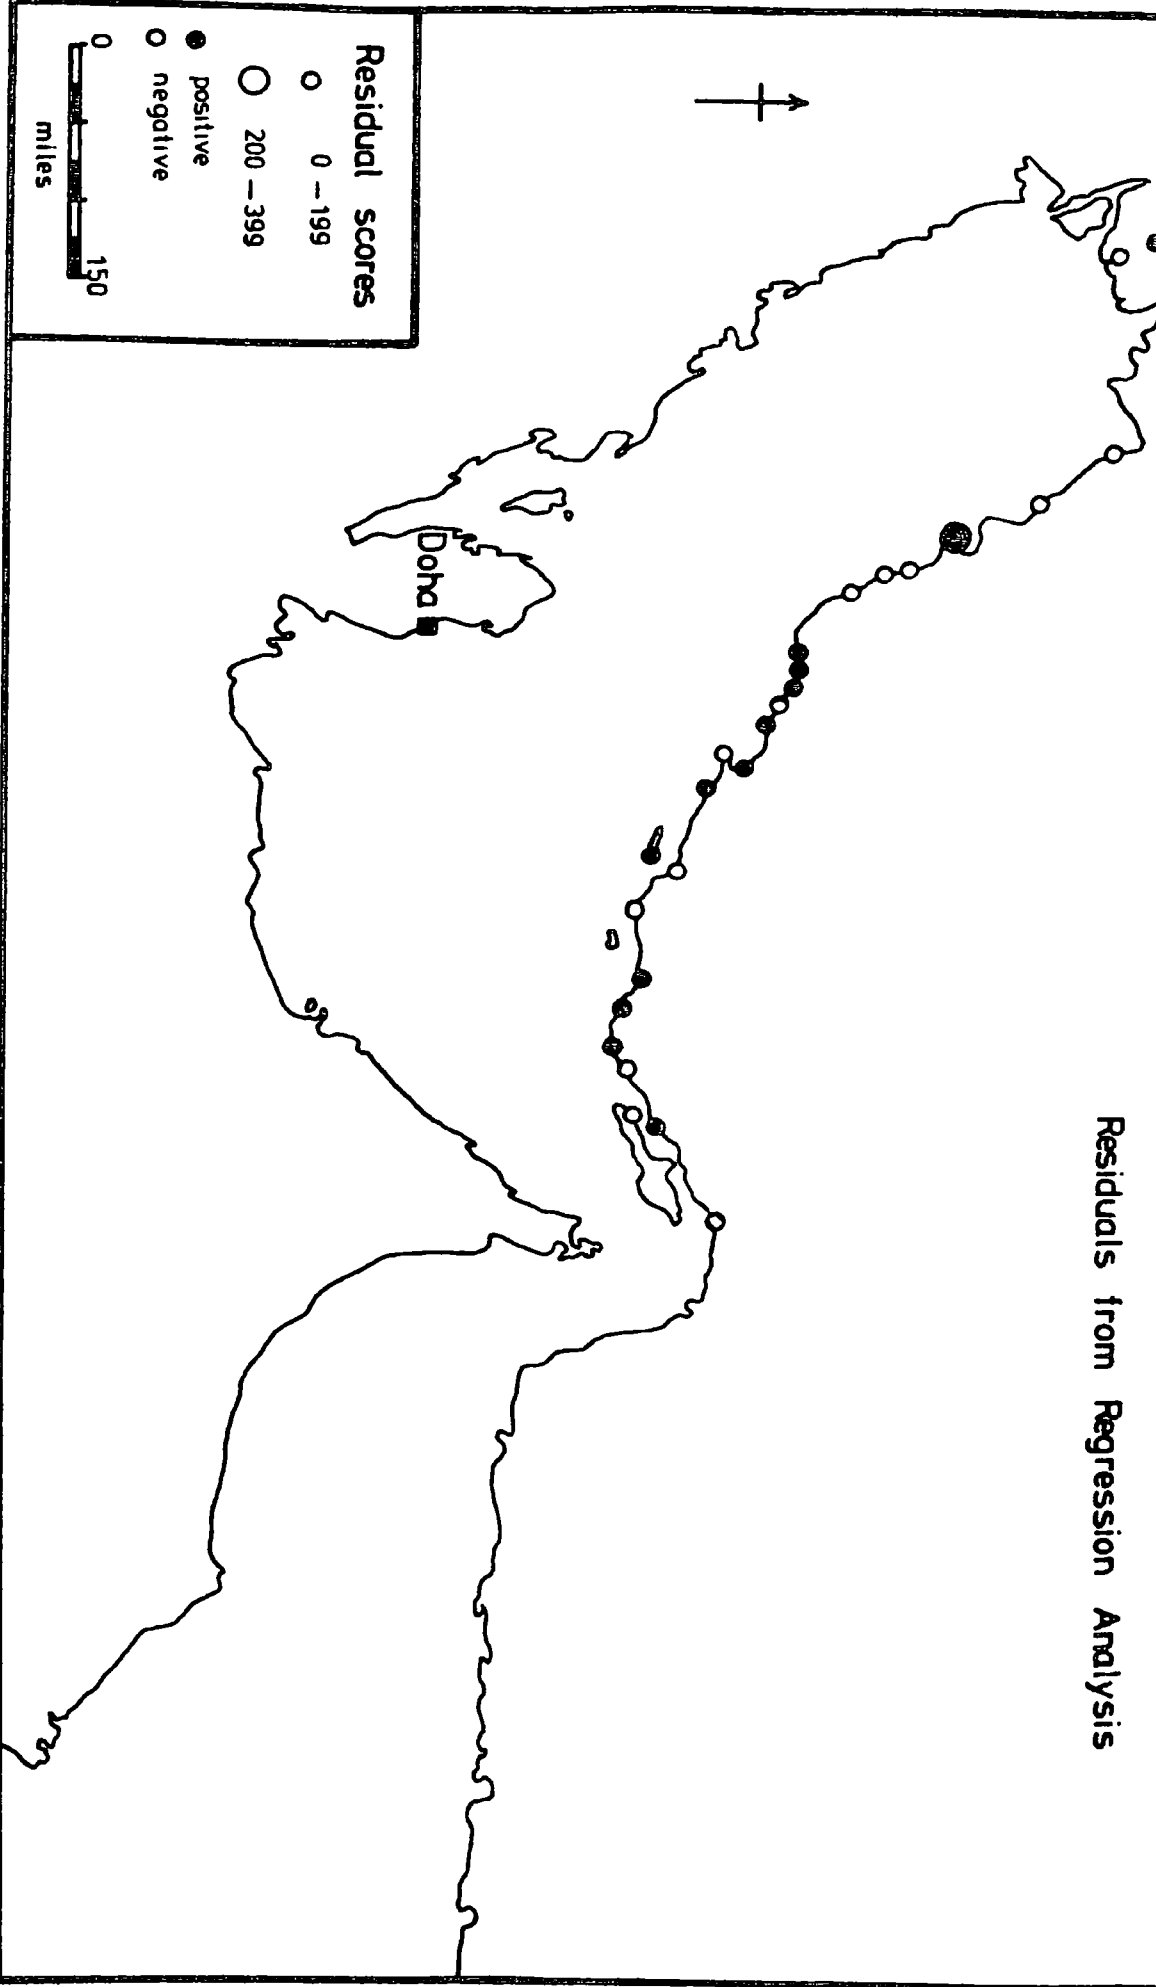 Residuals from Regression Analysis
Doha
Residual scores
0 – 199
200 – 399
positive
negative
0 150
miles